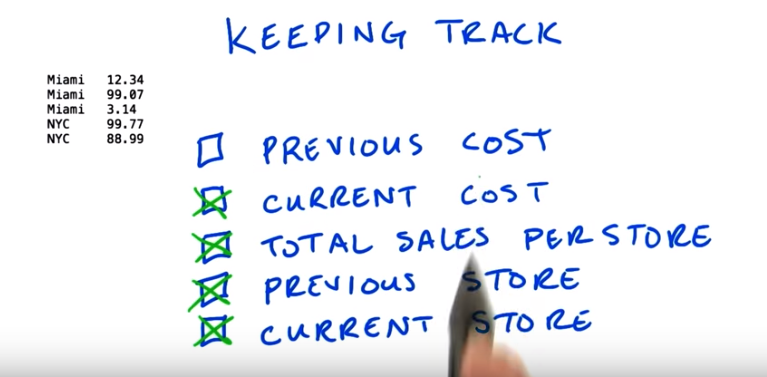 KEEPING TRACK
Miami 12.34
Miami 99.07
Miami 3.14
NYC 99.77
NYC 88.99
PREVIOUS COST
CURRENT COST
TOTAL SALES PER STORE
PREVIOUS STORE
CURRENT STORE